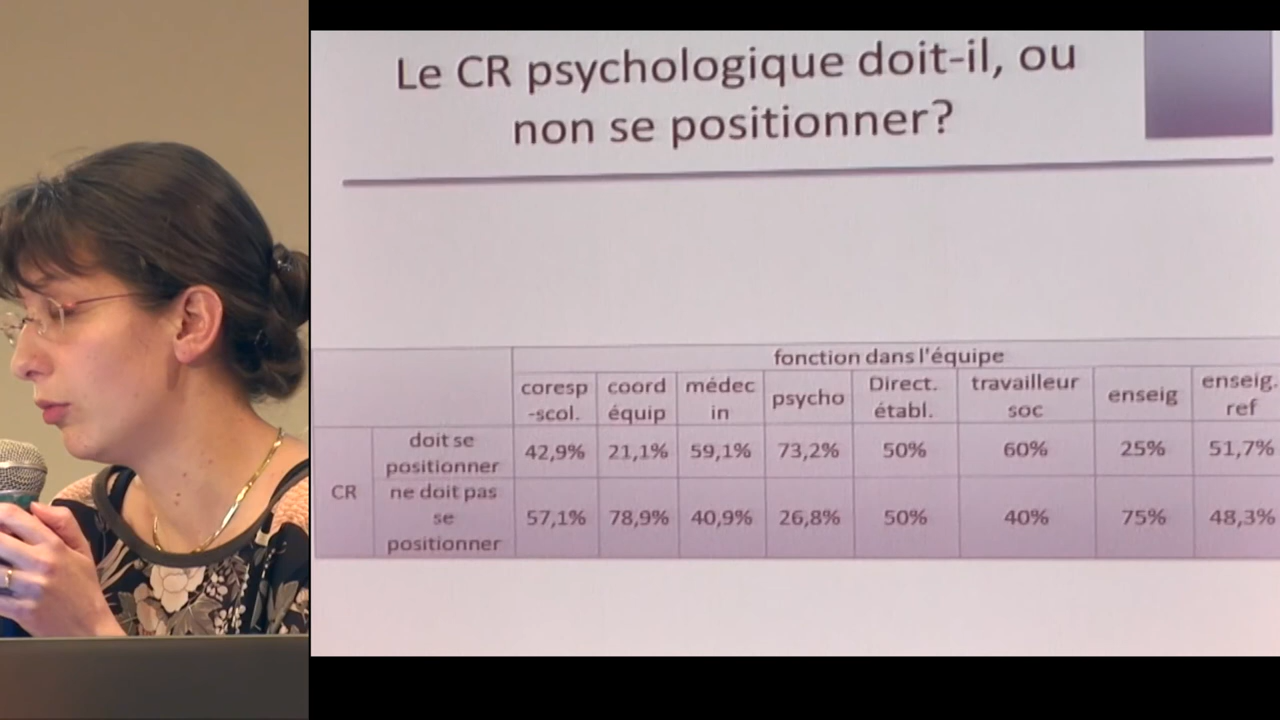 Le CR psychologique doit-il, ou
non se positionner?
fonction dans l'équipe
coresp -scol. coord équip médec in psycho Direct. établ. travailleur soc enseig enseig. ref
CR
doit se positionner 42,9% 21,1% 59,1% 73,2% 50% 60% 25% 51,7%
ne doit pas se positionner 57,1% 78,9% 40,9% 26,8% 50% 40% 75% 48,3%